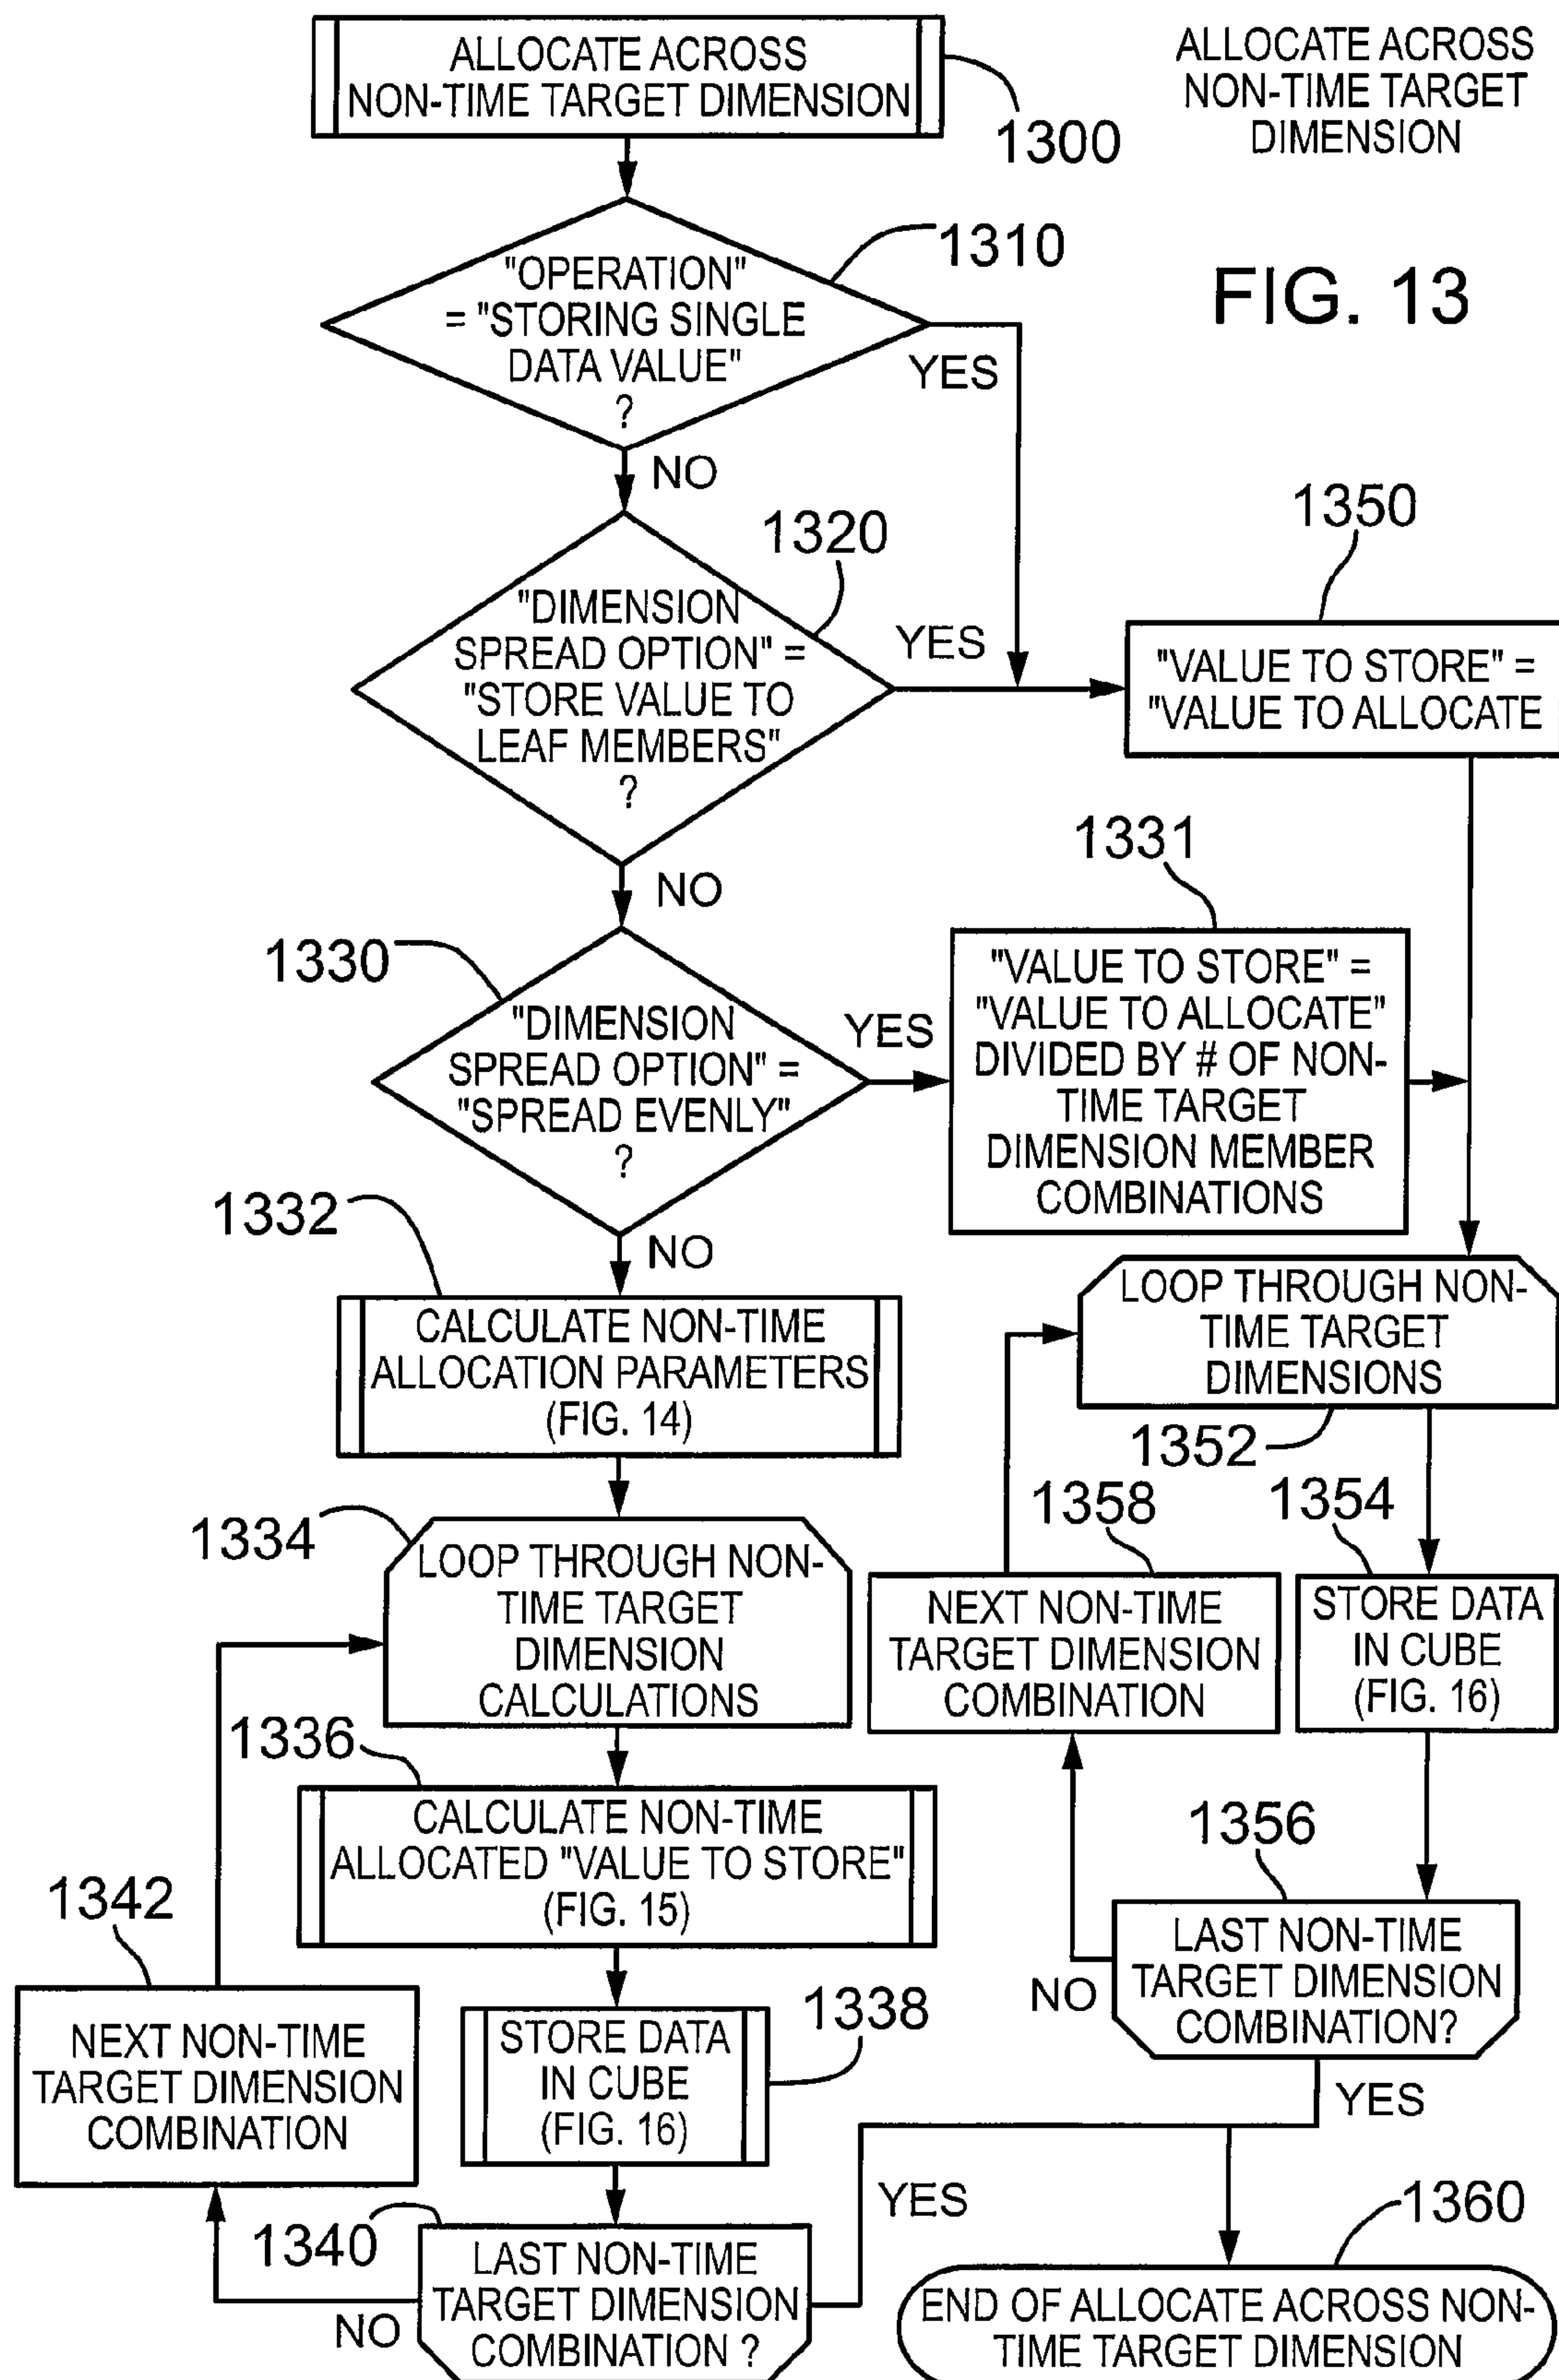 ALLOCATE ACROSS
NON-TIME TARGET DIMENSION
1300
ALLOCATE ACROSS
NON-TIME TARGET
DIMENSION
FIG. 13
"OPERATION"
= "STORING SINGLE
DATA VALUE"
?
1310
YES
NO
"DIMENSION
SPREAD OPTION" =
"STORE VALUE TO
LEAF MEMBERS"
?
1320
YES
NO
1350
"VALUE TO STORE" =
"VALUE TO ALLOCATE
1330
"DIMENSION
SPREAD OPTION" =
"SPREAD EVENLY"
?
YES
NO
1331
"VALUE TO STORE" =
"VALUE TO ALLOCATE"
DIVIDED BY # OF NON-
TIME TARGET
DIMENSION MEMBER
COMBINATIONS
1332
CALCULATE NON-TIME
ALLOCATION PARAMETERS
(FIG. 14)
LOOP THROUGH NON-
TIME TARGET
DIMENSIONS
1352
1334
LOOP THROUGH NON-
TIME TARGET
DIMENSION
CALCULATIONS
1358
NEXT NON-TIME
TARGET DIMENSION
COMBINATION
1354
STORE DATA
IN CUBE
(FIG. 16)
1336
CALCULATE NON-TIME
ALLOCATED "VALUE TO STORE"
(FIG. 15)
1356
LAST NON-TIME
TARGET DIMENSION
COMBINATION?
NO
YES
1342
NEXT NON-TIME
TARGET DIMENSION
COMBINATION
STORE DATA
IN CUBE
(FIG. 16)
1338
1340
LAST NON-TIME
TARGET DIMENSION
COMBINATION ?
NO
YES
1360
END OF ALLOCATE ACROSS NON-
TIME TARGET DIMENSION